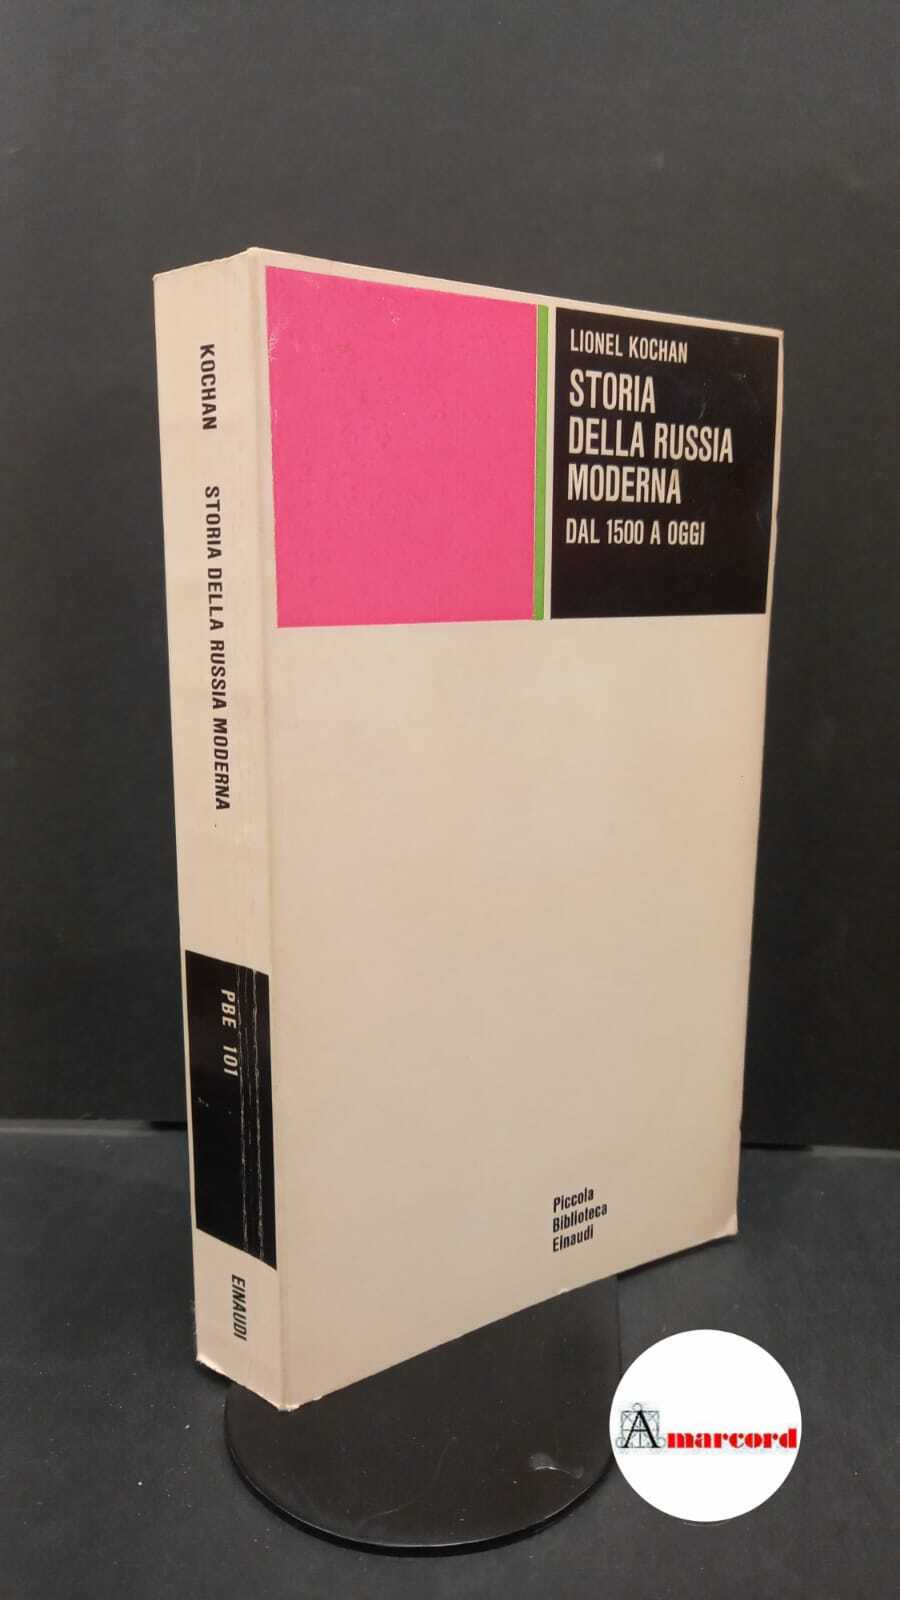 LIONEL KOCHAN
STORIA
DELLA RUSSIA
MODERNA
DAL 1500 A OGGI
Piccola
Biblioteca
Einaudi
KOCHAN STORIA DELLA RUSSIA MODERNA
PBE 101
EINAUDI
Amarcord